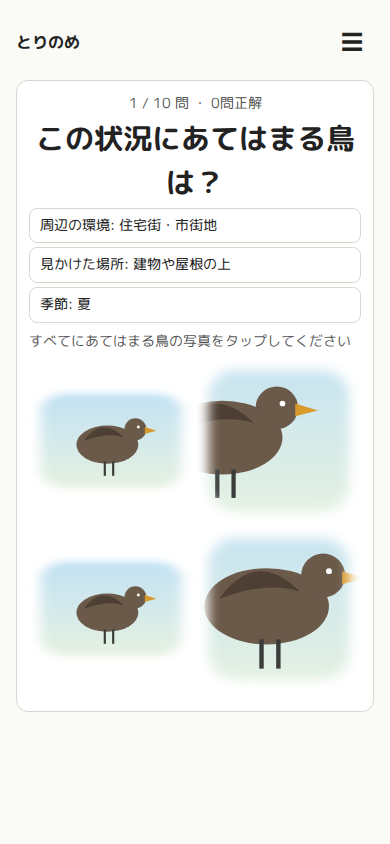 とりのめ
1 / 10 問 · 0問正解
この状況にあてはまる鳥
は？
周辺の環境: 住宅街・市街地
見かけた場所: 建物や屋根の上
季節: 夏
すべてにあてはまる鳥の写真をタップしてください